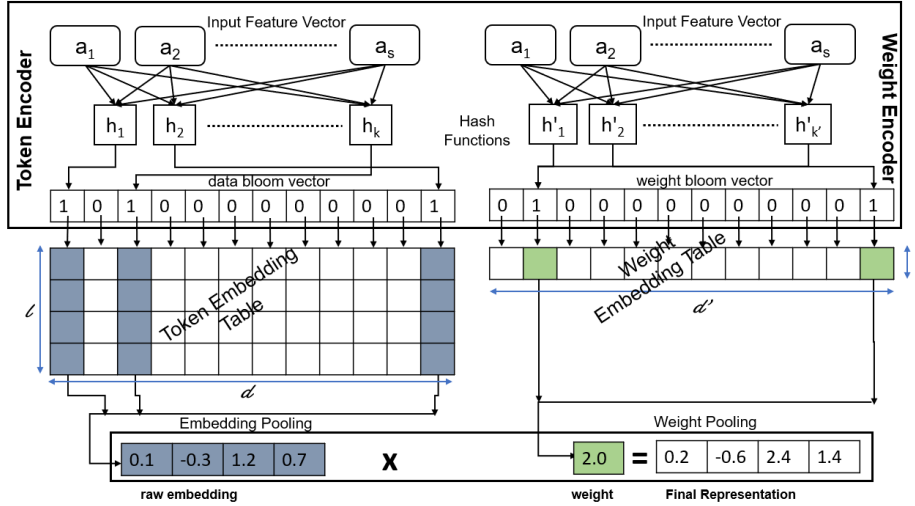 Token Encoder
Input Feature Vector
a1 a2 as
h1 h2 hk
data bloom vector
1 0 1 0 0 0 0 0 0 0 0 1
Token Embedding
Table
l
d
Weight Encoder
Input Feature Vector
a1 a2 as
Hash
Functions
h'1 h'2 h'k'
weight bloom vector
0 1 0 0 0 0 0 0 0 0 0 1
Weight
Embedding Table
d''
Embedding Pooling
Weight Pooling
0.1 -0.3 1.2 0.7 X 2.0 = 0.2 -0.6 2.4 1.4
raw embedding
weight
Final Representation